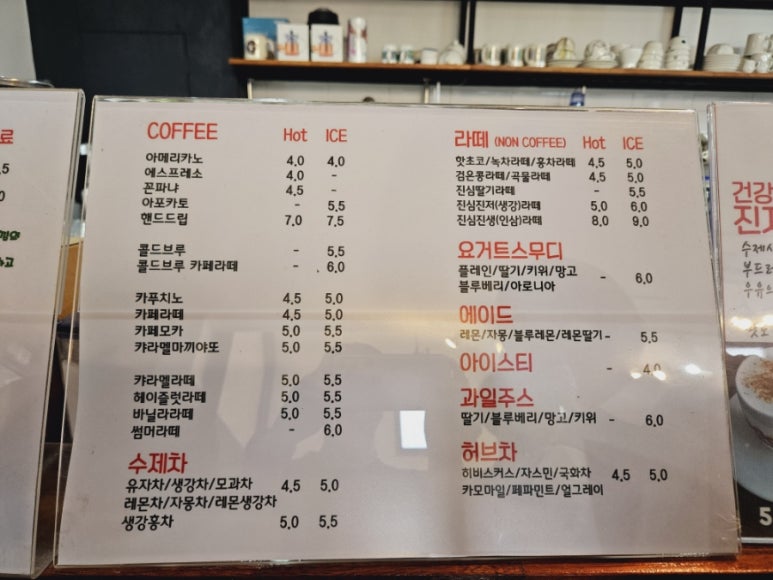 COFFEE Hot ICE
아메리카노 4.0 4.0
에스프레소 4.0 -
꼰파냐 4.5 -
아포카토 - 5.5
핸드드립 7.0 7.5
콜드브루 - 5.5
콜드브루 카페라떼 - 6.0
카푸치노 4.5 5.0
카페라떼 4.5 5.0
카페모카 5.0 5.5
캬라멜마끼야또 5.0 5.5
캬라멜라떼 5.0 5.5
헤이즐럿라떼 5.0 5.5
바닐라라떼 5.0 5.5
썸머라떼 - 6.0
수제차
유자차/생강차/모과차 4.5 5.0
레몬차/자몽차/레몬생강차
생강홍차 5.0 5.5
라떼 (NON COFFEE) Hot ICE
핫초코/녹차라떼/홍차라떼 4.5 5.0
검은콩라떼/곡물라떼 4.5 5.0
진심딸기라떼 - 5.5
진심진저(생강)라떼 5.0 6.0
진심진생(인삼)라떼 8.0 9.0
요거트스무디
플레인/딸기/키위/망고
블루베리/아로니아 - 6.0
에이드
레몬/자몽/블루레몬/레몬딸기 - 5.5
아이스티 - 4.0
과일주스
딸기/블루베리/망고/키위 - 6.0
허브차
히비스커스/자스민/국화차 4.5 5.0
카모마일/페파민트/얼그레이
건강
수제
부드러
우유
5